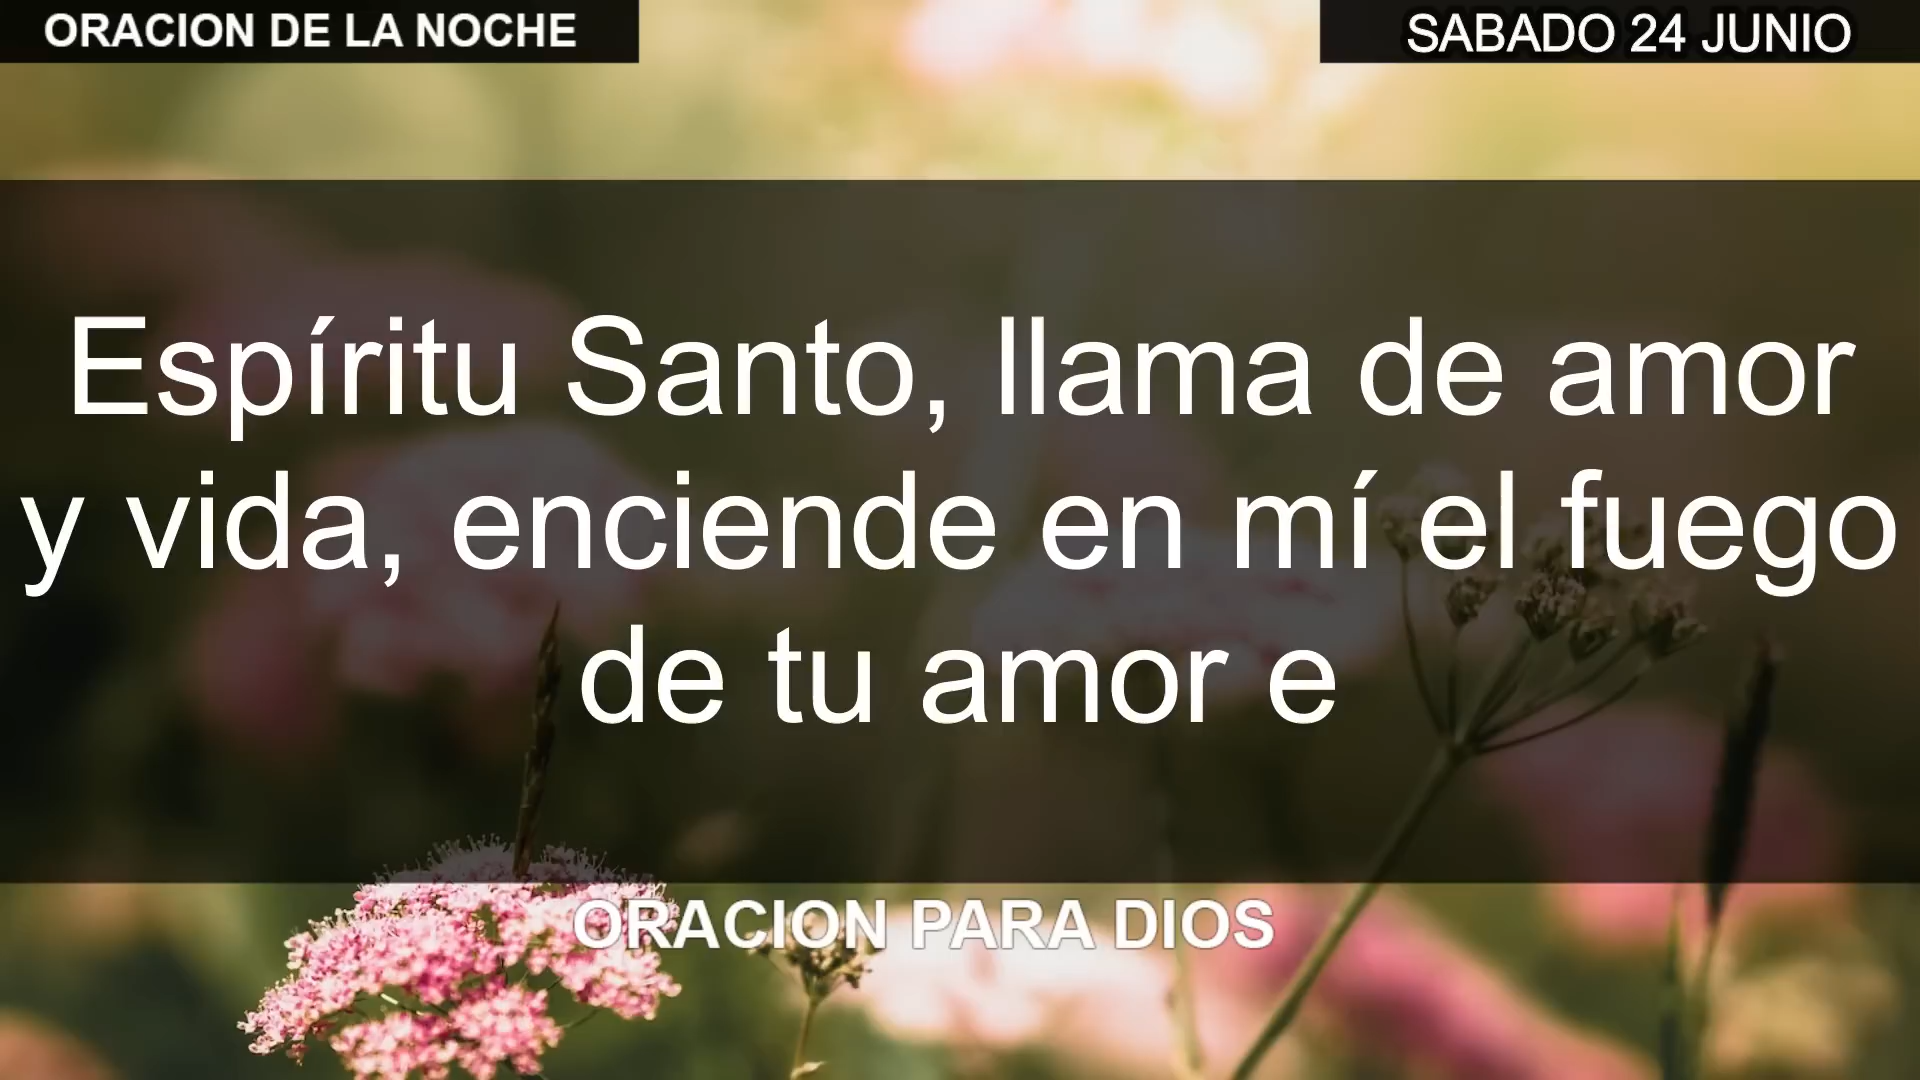 ORACION DE LA NOCHE
SABADO 24 JUNIO
Espíritu Santo, llama de amor
y vida, enciende en mí el fuego
de tu amor e
ORACION PARA DIOS